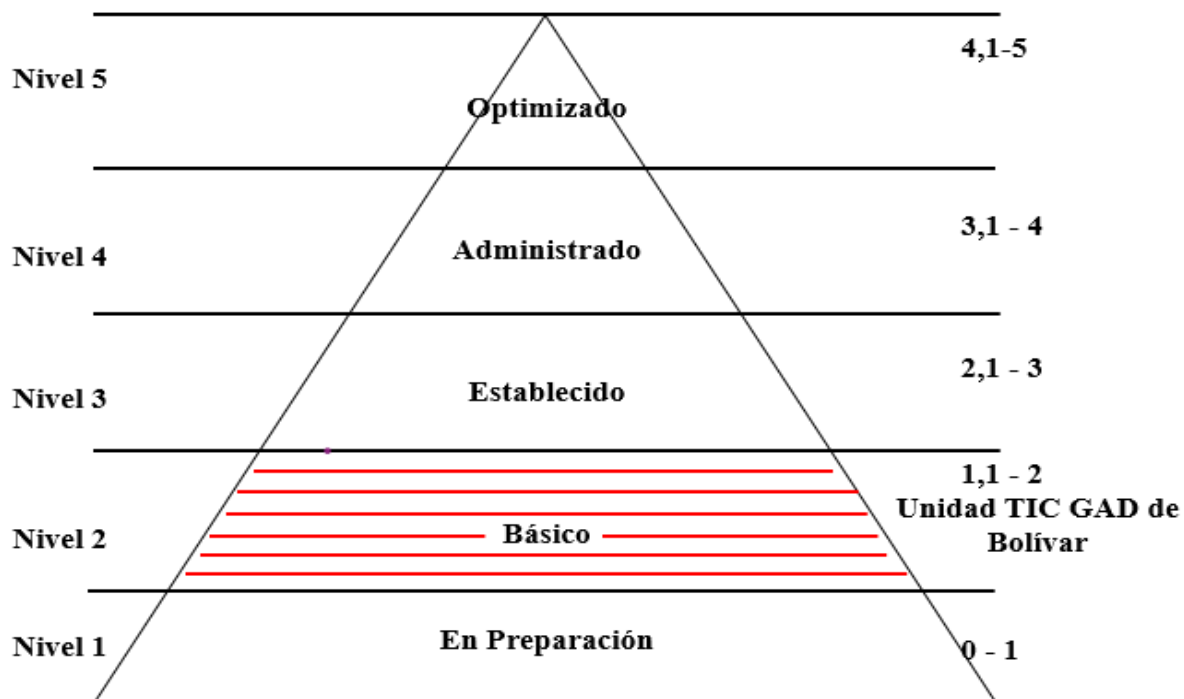 4,1-5
Nivel 5
Optimizado
3,1 - 4
Administrado
Nivel 4
2,1 - 3
Establecido
Nivel 3
1,1 - 2
Unidad TIC GAD de
Bolívar
Básico
Nivel 2
En Preparación
Nivel 1
0 - 1